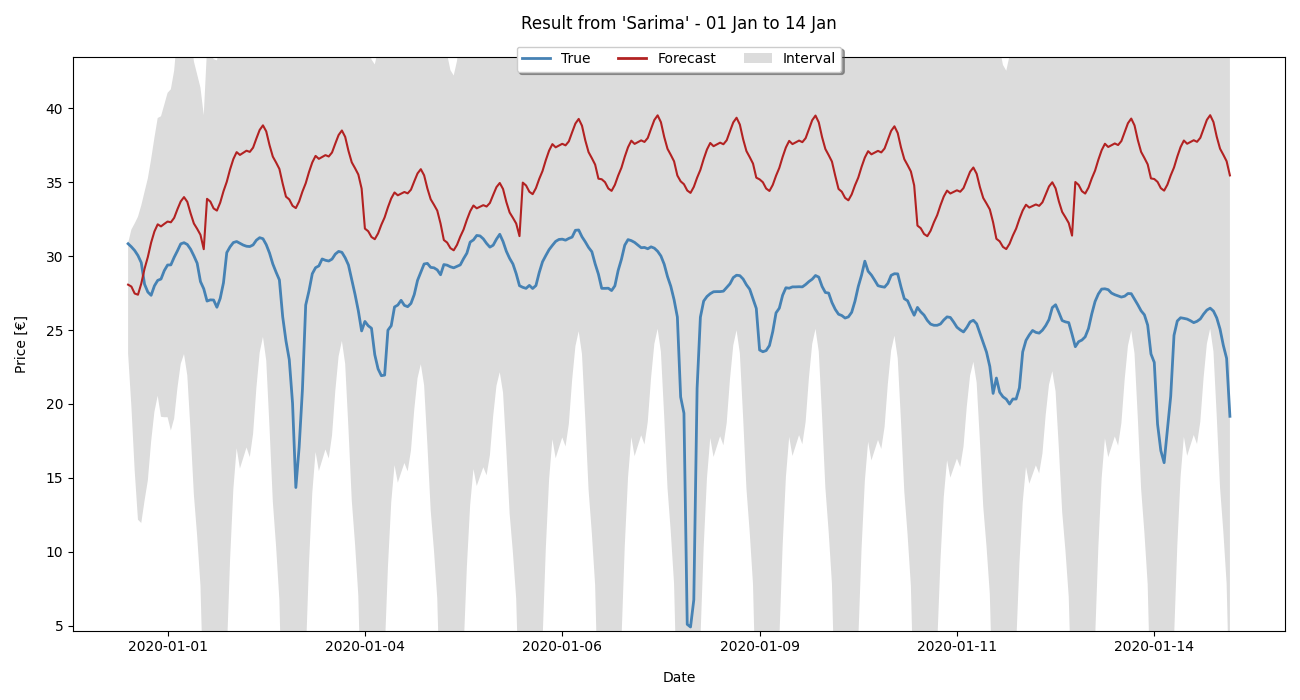 Result from 'Sarima' - 01 Jan to 14 Jan
True Forecast Interval
40
35
30
25
20
15
10
5
Price [€]
2020-01-01 2020-01-04 2020-01-06 2020-01-09 2020-01-11 2020-01-14
Date